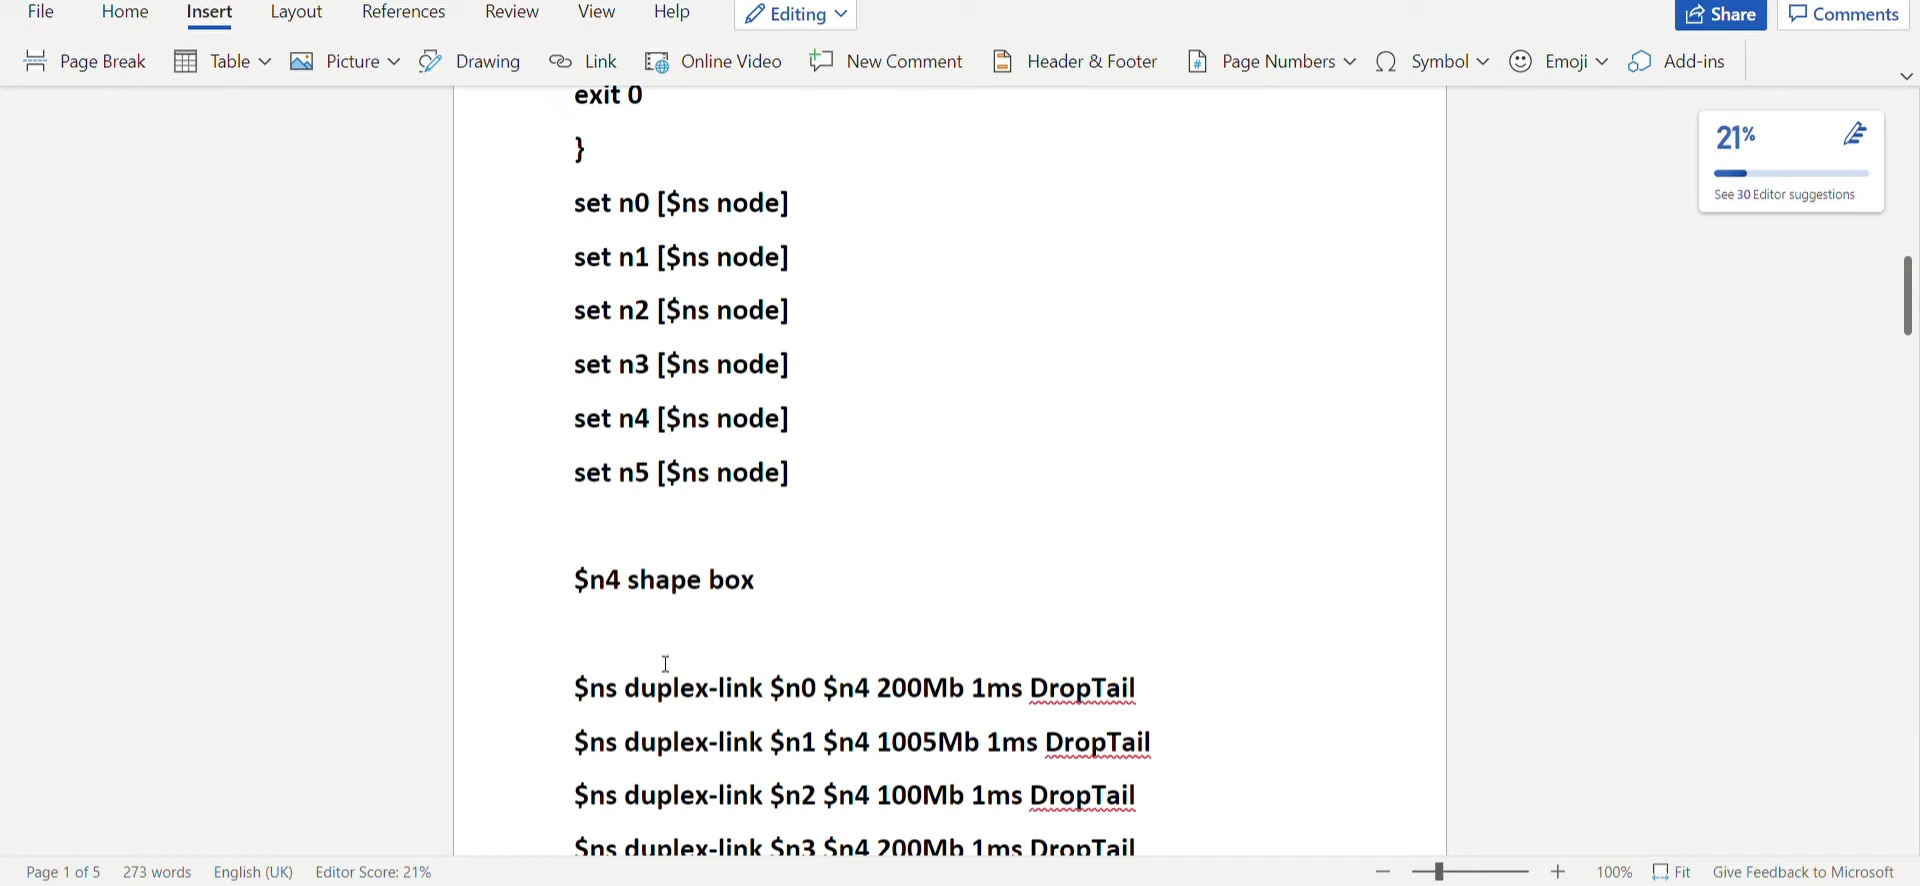 File Home Insert Layout References Review View Help Editing Share Comments
Page Break Table Picture Drawing Link Online Video New Comment Header & Footer Page Numbers Symbol Emoji Add-ins
exit 0
}
set n0 [$ns node]
set n1 [$ns node]
set n2 [$ns node]
set n3 [$ns node]
set n4 [$ns node]
set n5 [$ns node]
$n4 shape box
$ns duplex-link $n0 $n4 200Mb 1ms DropTail
$ns duplex-link $n1 $n4 1005Mb 1ms DropTail
$ns duplex-link $n2 $n4 100Mb 1ms DropTail
$ns duplex-link $n3 $n4 200Mb 1ms DropTail
21%
See 30 Editor suggestions
Page 1 of 5 273 words English (UK) Editor Score: 21% 100% Fit Give Feedback to Microsoft